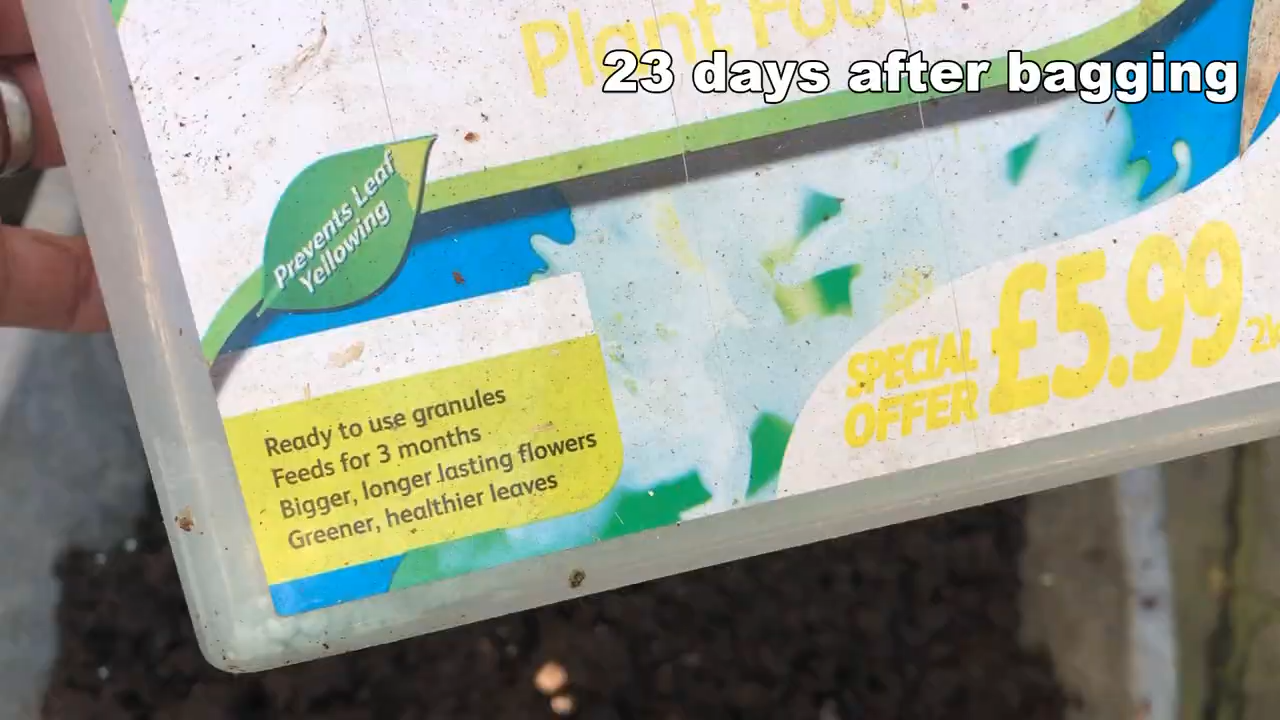 Plant Food
23 days after bagging
Prevents Leaf
Yellowing
SPECIAL
OFFER
£5.99
Ready to use granules
Feeds for 3 months
Bigger, longer lasting flowers
Greener, healthier leaves